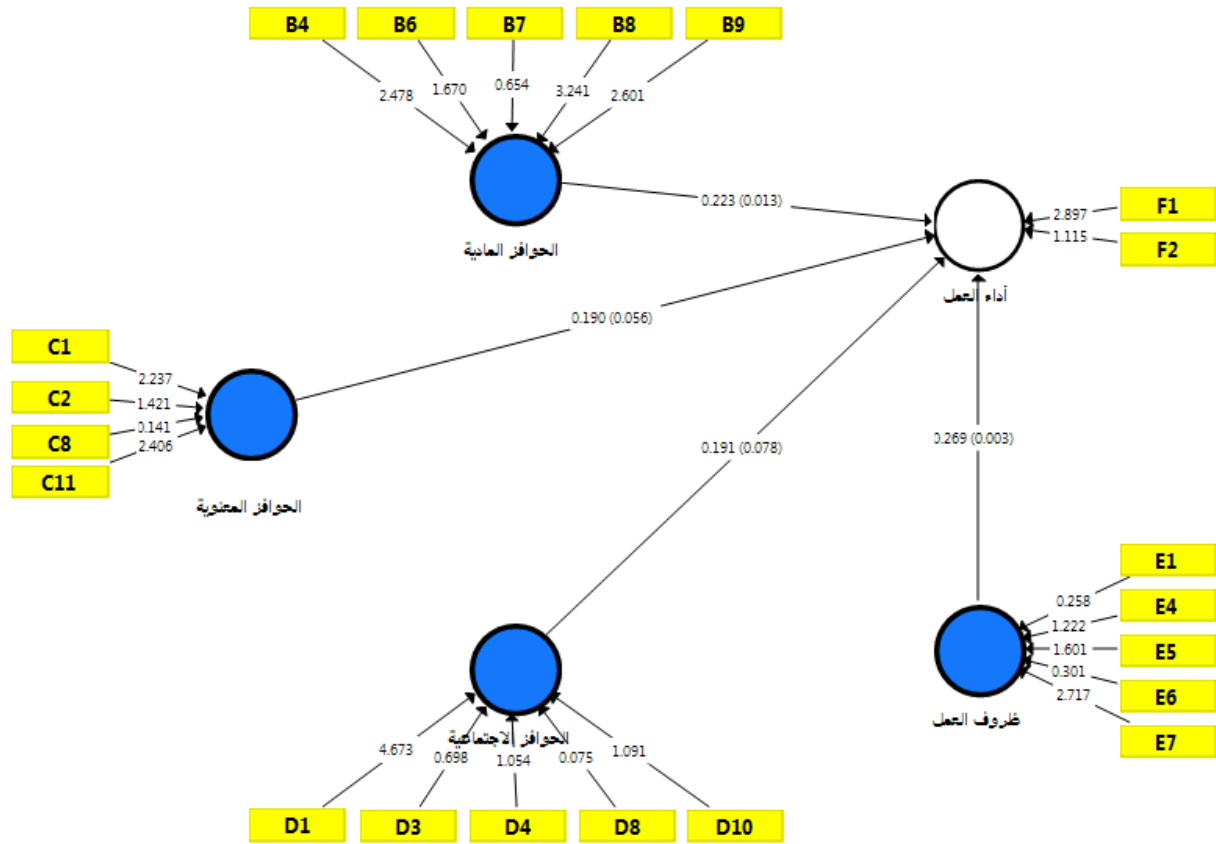 B4
B6
B7
B8
B9
2.478
1.670
0.654
3.241
2.601
الحوافز المادية
0.223 (0.013)
أداء العمل
2.897
1.115
F1
F2
0.190 (0.056)
C1
C2
C8
C11
2.237
1.421
0.141
2.406
الحوافز المعنوية
0.191 (0.078)
0.269 (0.003)
الحوافز الاجتماعية
4.673
0.698
1.054
0.075
1.091
D1
D3
D4
D8
D10
ظروف العمل
0.258
1.222
1.601
0.301
2.717
E1
E4
E5
E6
E7